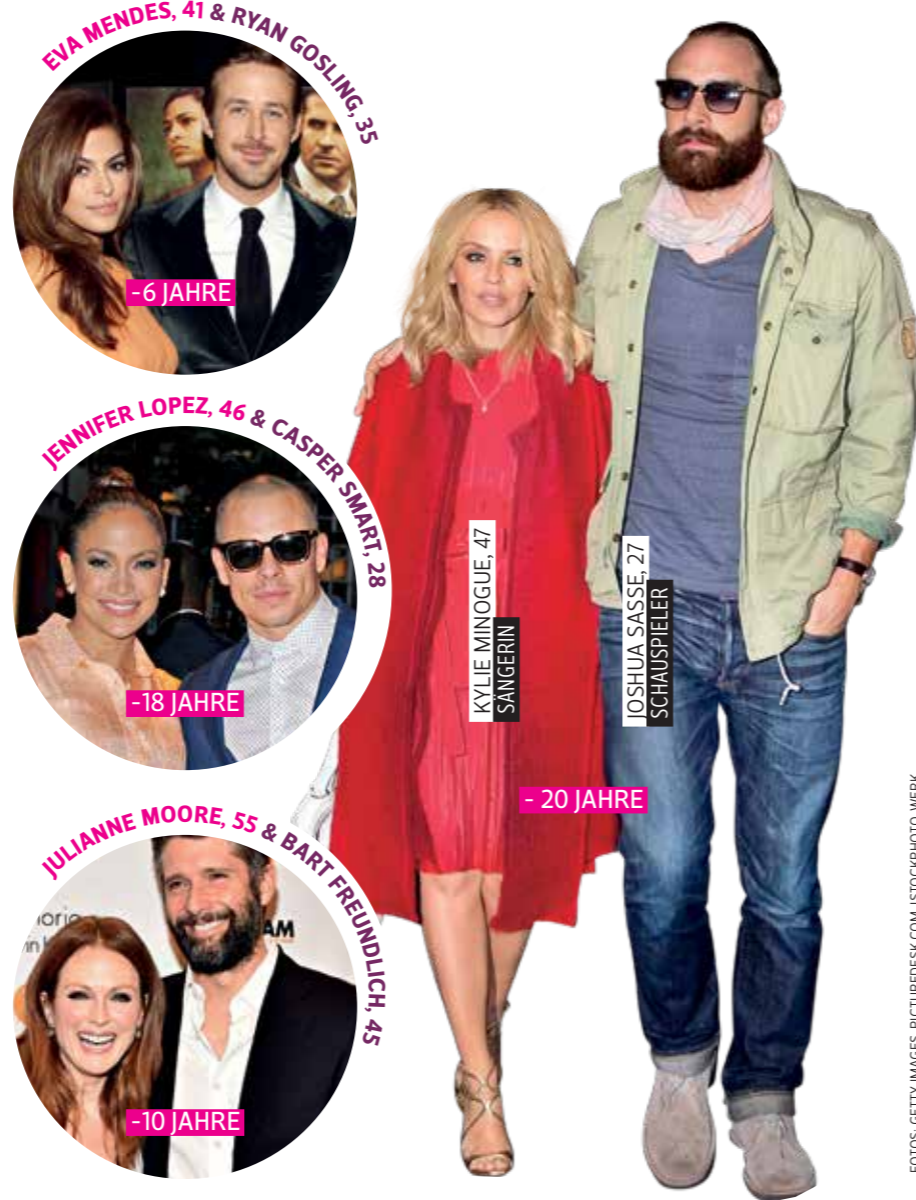 EVA MENDES, 41 & RYAN GOSLING, 35
-6 JAHRE
JENNIFER LOPEZ, 46 & CASPER SMART, 28
-18 JAHRE
JULIANNE MOORE, 55 & BART FREUNDLICH, 45
AM
-10 JAHRE
KYLIE MINOGUE, 47
SÄNGERIN
JOSHUA SASSE, 27
SCHAUSPIELER
- 20 JAHRE
FOTOS: GETTY IMAGES, PICTUREDESK.COM, ISTOCKPHOTO, WERK